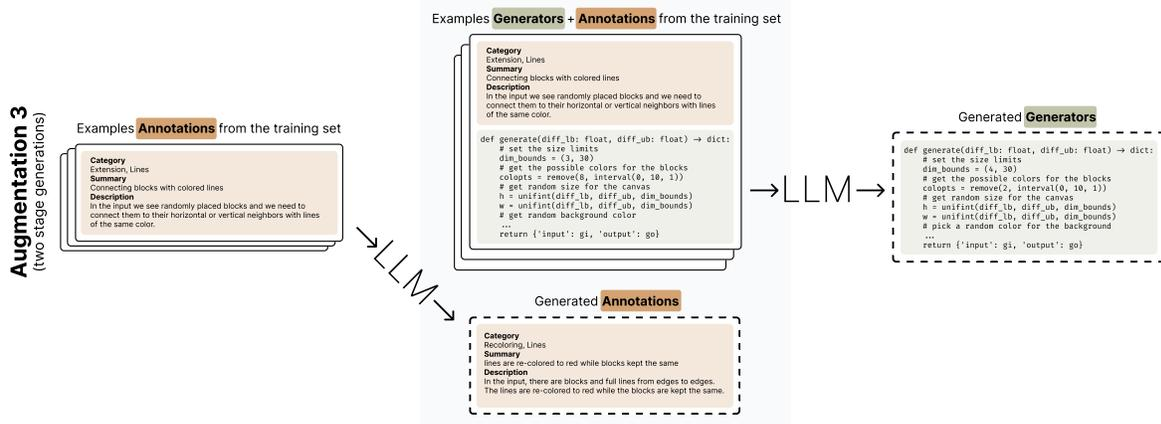 Augmentation 3
(two stage generations)
Examples Annotations from the training set
Category
Extension, Lines
Summary
Connecting blocks with colored lines
Description
In the input we see randomly placed blocks and we need to
connect them to their horizontal or vertical neighbors with lines
of the same color.
LLM
Examples Generators + Annotations from the training set
Category
Extension, Lines
Summary
Connecting blocks with colored lines
Description
In the input we see randomly placed blocks and we need to
connect them to their horizontal or vertical neighbors with lines
of the same color.
def generate(diff_lb: float, diff_ub: float) → dict:
# set the size limits
dim_bounds = (3, 30)
# get the possible colors for the blocks
colopts = remove(8, interval(0, 10, 1))
# get random size for the canvas
h = unifint(diff_lb, diff_ub, dim_bounds)
w = unifint(diff_lb, diff_ub, dim_bounds)
# get random background color
...
return {'input': gi, 'output': go}
Generated Annotations
Category
Recoloring, Lines
Summary
lines are re-colored to red while blocks kept the same
Description
In the input, there are blocks and full lines from edges to edges.
The lines are re-colored to red while the blocks are kept the same.
LLM
Generated Generators
def generate(diff_lb: float, diff_ub: float) → dict:
# set the size limits
dim_bounds = (4, 30)
# get the possible colors for the blocks
colopts = remove(2, interval(0, 10, 1))
# get random size for the canvas
h = unifint(diff_lb, diff_ub, dim_bounds)
w = unifint(diff_lb, diff_ub, dim_bounds)
# pick a random color for the background
...
return {'input': gi, 'output': go}